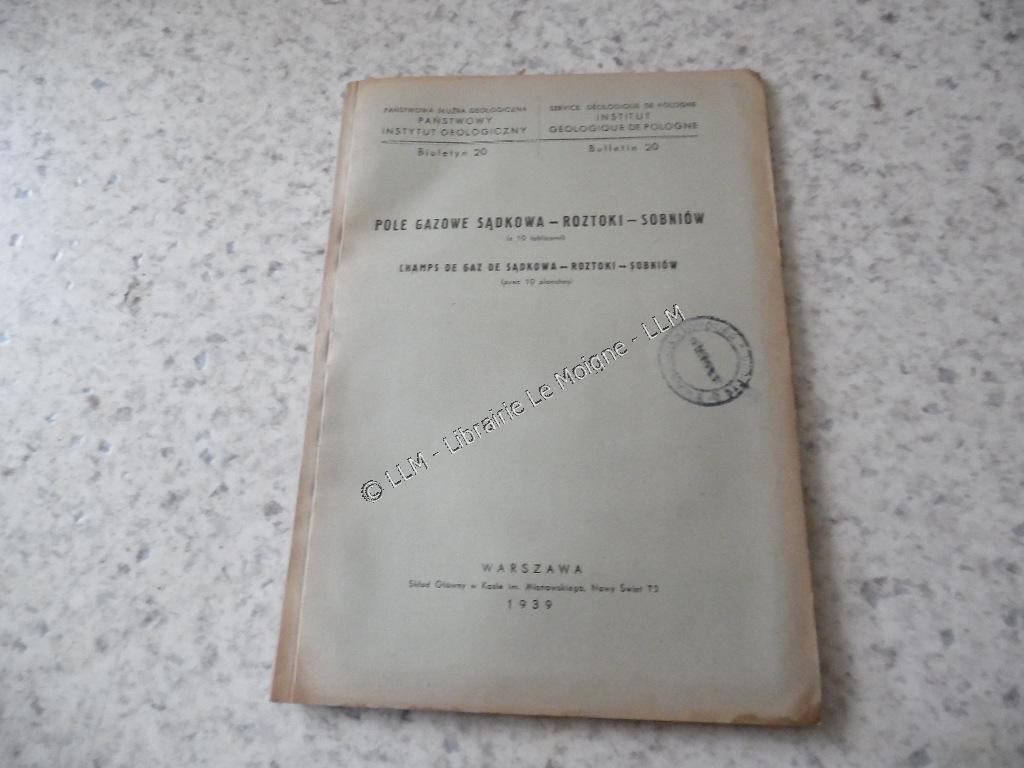 PAŃSTWOWA SŁUŻBA GEOLOGICZNA
PAŃSTWOWY
INSTYTUT GEOLOGICZNY
Biuletyn 20
SERVICE GÉOLOGIQUE DE POLOGNE
INSTITUT
GÉOLOGIQUE DE POLOGNE
Bulletin 20
POLE GAZOWE SĄDKOWA – ROZTOKI – SOBNIÓW
(z 10 tablicami)
CHAMPS DE GAZ DE SĄDKOWA – ROZTOKI – SOBNIÓW
(avec 10 planches)
© LLM - Librairie Le Moigne - LLM
WARSZAWA
Skład Główny w Kasie im. Mianowskiego, Nowy Świat 72
1939